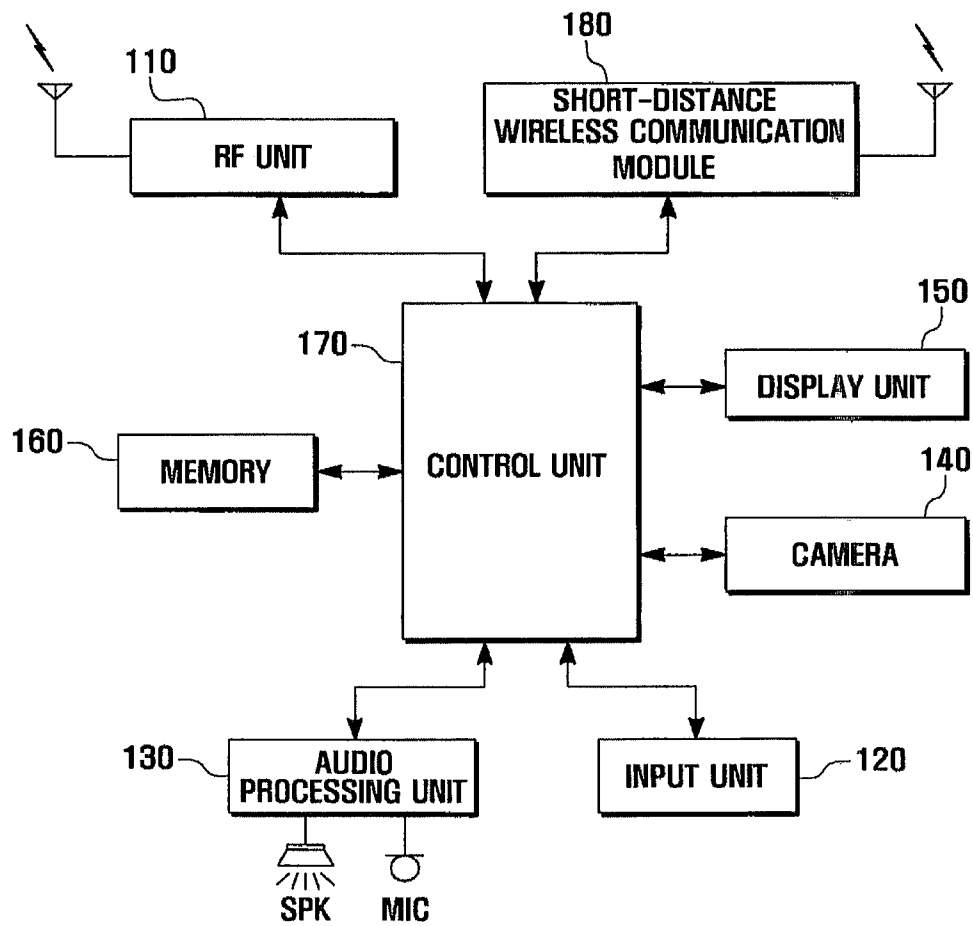 180
110
SHORT-DISTANCE
WIRELESS COMMUNICATION
MODULE
RF UNIT
150
170
DISPLAY UNIT
160
MEMORY
CONTROL UNIT
140
CAMERA
130
AUDIO
PROCESSING UNIT
INPUT UNIT
120
SPK
MIC